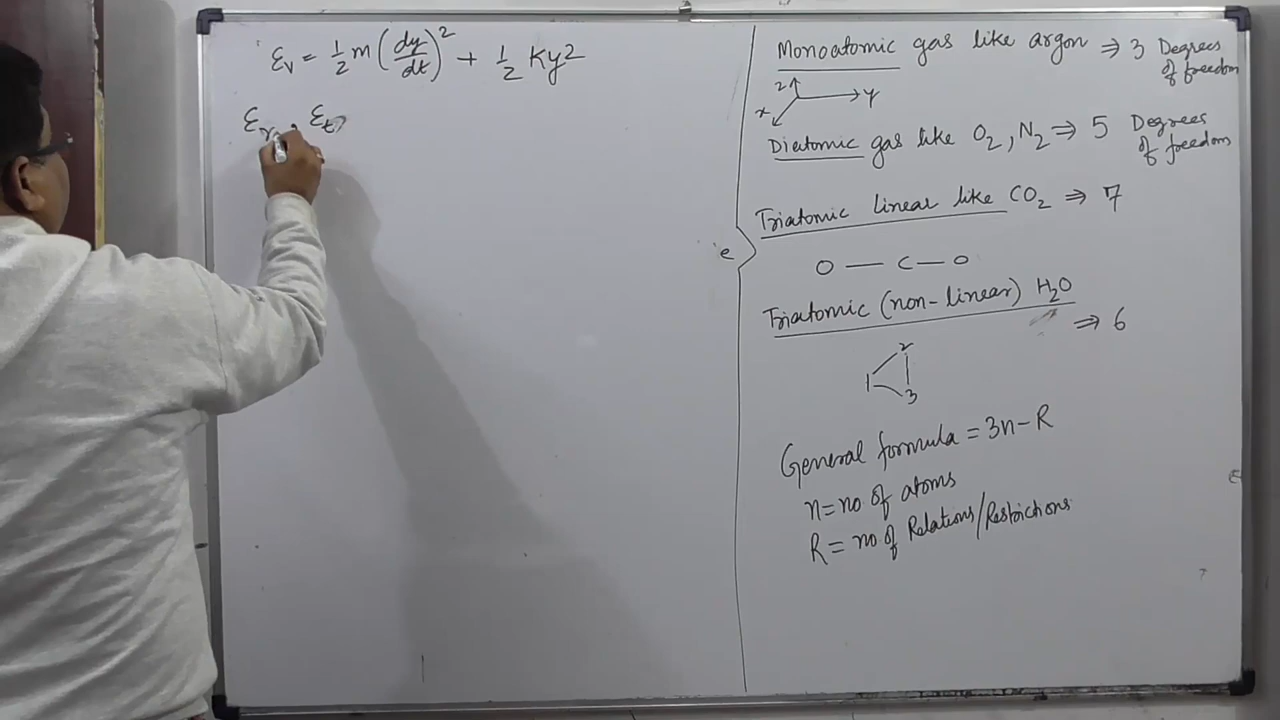 εᵥ = 1/2 m (dy/dt)² + 1/2 Ky²
εᵣ, εₜ
Monoatomic gas like argon ⇒ 3 Degrees of freedom
z
y
x
Diatomic gas like O₂, N₂ ⇒ 5 Degrees of freedom
Triatomic linear like CO₂ ⇒ 7
e
O — C — O
Triatomic (non-linear) H₂O
⇒ 6
2
1
3
General formula = 3n - R
n = no of atoms
R = no of Relations/Restrictions